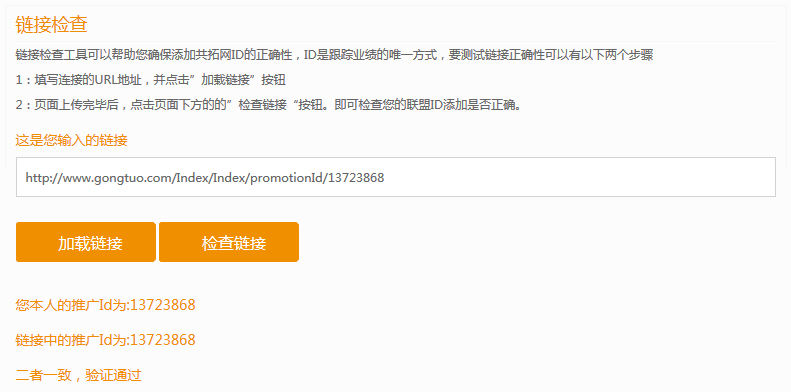 链接检查
链接检查工具可以帮助您确保添加共拓网ID的正确性，ID是跟踪业绩的唯一方式，要测试链接正确性可以有以下两个步骤
1：填写连接的URL地址，并点击”加载链接”按钮
2：页面上传完毕后，点击页面下方的的”检查链接“按钮。即可检查您的联盟ID添加是否正确。
这是您输入的链接
http://www.gongtuo.com/Index/Index/promotionId/13723868
加载链接 检查链接
您本人的推广Id为:13723868
链接中的推广Id为:13723868
二者一致，验证通过